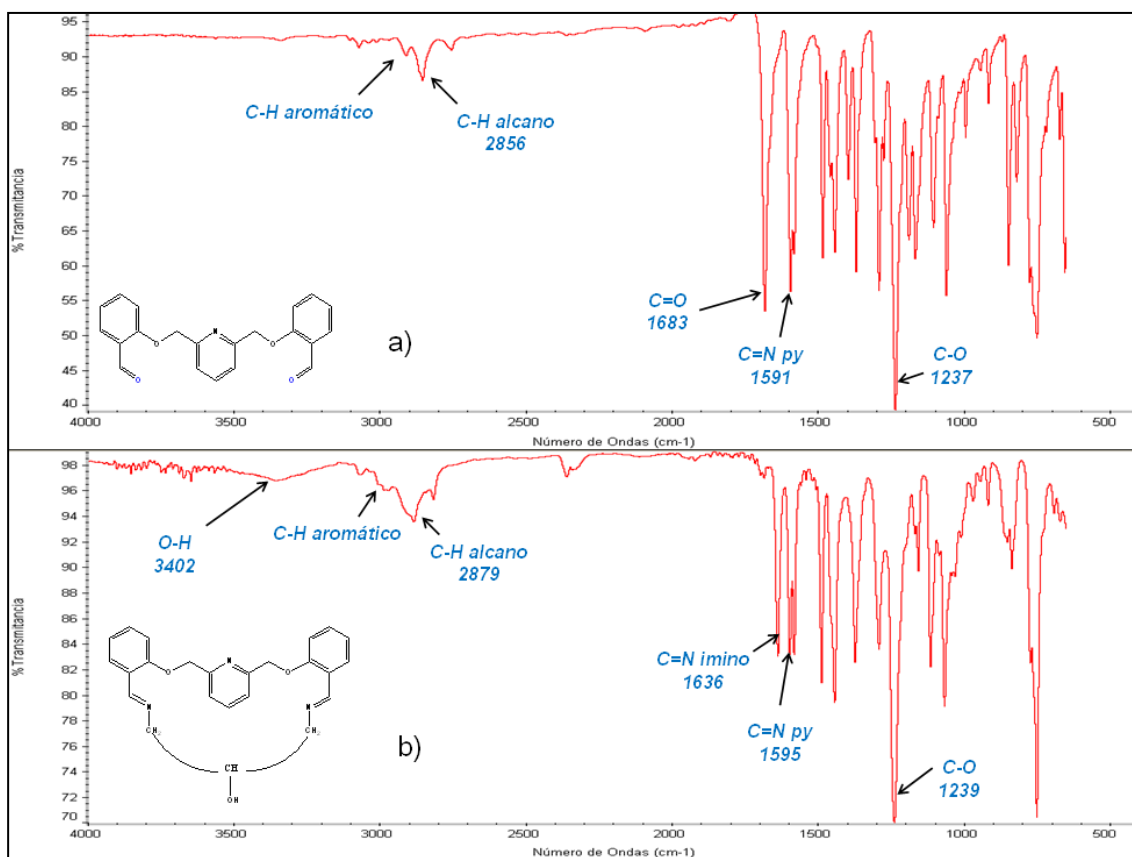 95
90
85
80
75
70
65
60
55
50
45
40
%Transmitancia
C-H aromático
C-H alcano
2856
C=O
1683
C=N py
1591
C-O
1237
N
O
O
O
O
a)
4000 3500 3000 2500 2000 1500 1000 500
Número de Ondas (cm-1)
98
96
94
92
90
88
86
84
82
80
78
76
74
72
70
%Transmitancia
O-H
3402
C-H aromático
C-H alcano
2879
C=N imino
1636
C=N py
1595
C-O
1239
N
O
O
N
N
CH2
CH2
CH
OH
b)
4000 3500 3000 2500 2000 1500 1000 500
Número de Ondas (cm-1)